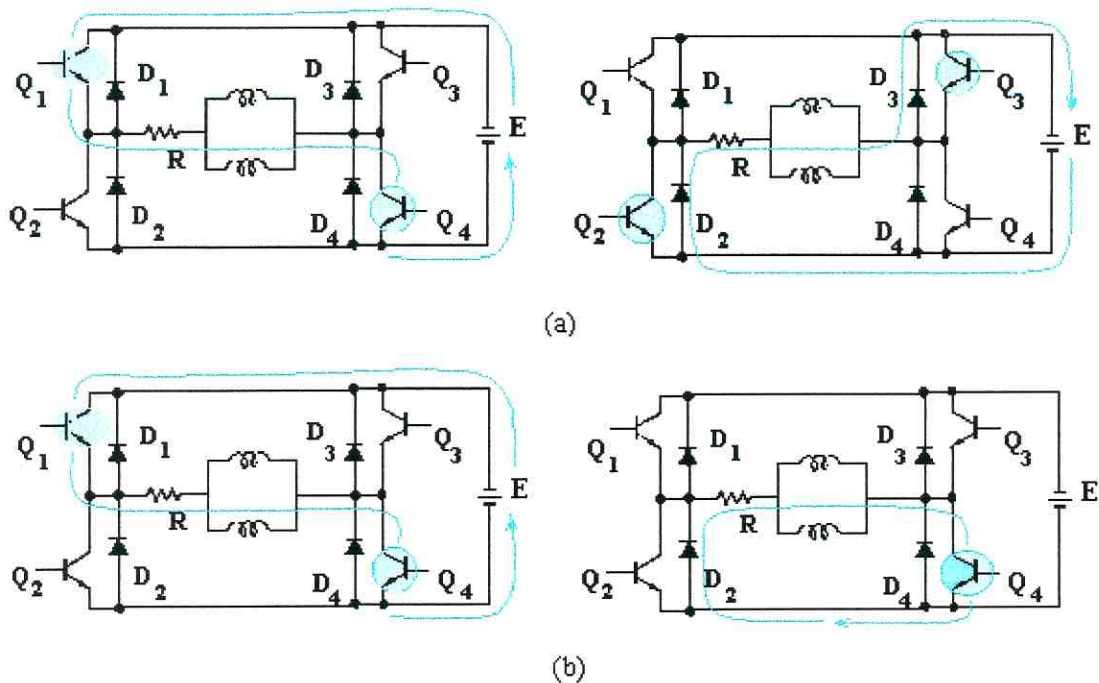 Q1 D1 D3 Q3 E
R
Q2 D2 D4 Q4
Q1 D1 D3 Q3 E
R
Q2 D2 D4 Q4
(a)
Q1 D1 D3 Q3 E
R
Q2 D2 D4 Q4
Q1 D1 D3 Q3 E
R
Q2 D2 D4 Q4
(b)